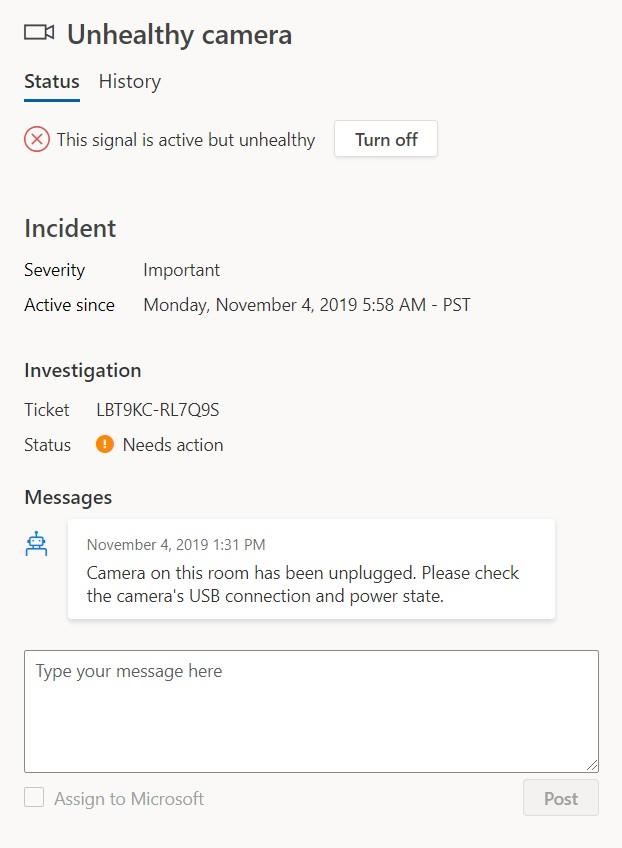 Unhealthy camera
Status History
This signal is active but unhealthy Turn off
Incident
Severity Important
Active since Monday, November 4, 2019 5:58 AM - PST
Investigation
Ticket LBT9KC-RL7Q9S
Status Needs action
Messages
November 4, 2019 1:31 PM
Camera on this room has been unplugged. Please check
the camera's USB connection and power state.
Type your message here
Assign to Microsoft Post